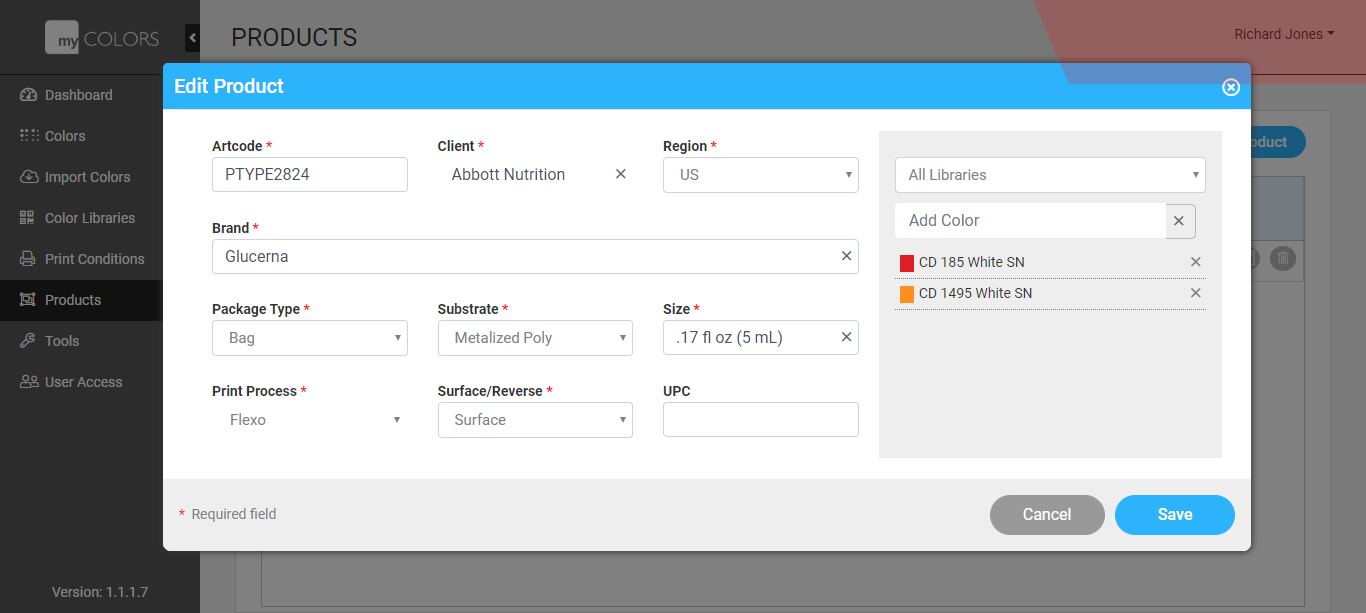 my COLORS
PRODUCTS
Richard Jones
Dashboard
Colors
Import Colors
Color Libraries
Print Conditions
Products
Tools
User Access
Version: 1.1.1.7
Edit Product
Artcode *
PTYPE2824
Client *
Abbott Nutrition
Region *
US
Brand *
Glucerna
Package Type *
Bag
Substrate *
Metalized Poly
Size *
.17 fl oz (5 mL)
Print Process *
Flexo
Surface/Reverse *
Surface
UPC
All Libraries
Add Color
CD 185 White SN
CD 1495 White SN
* Required field
Cancel
Save